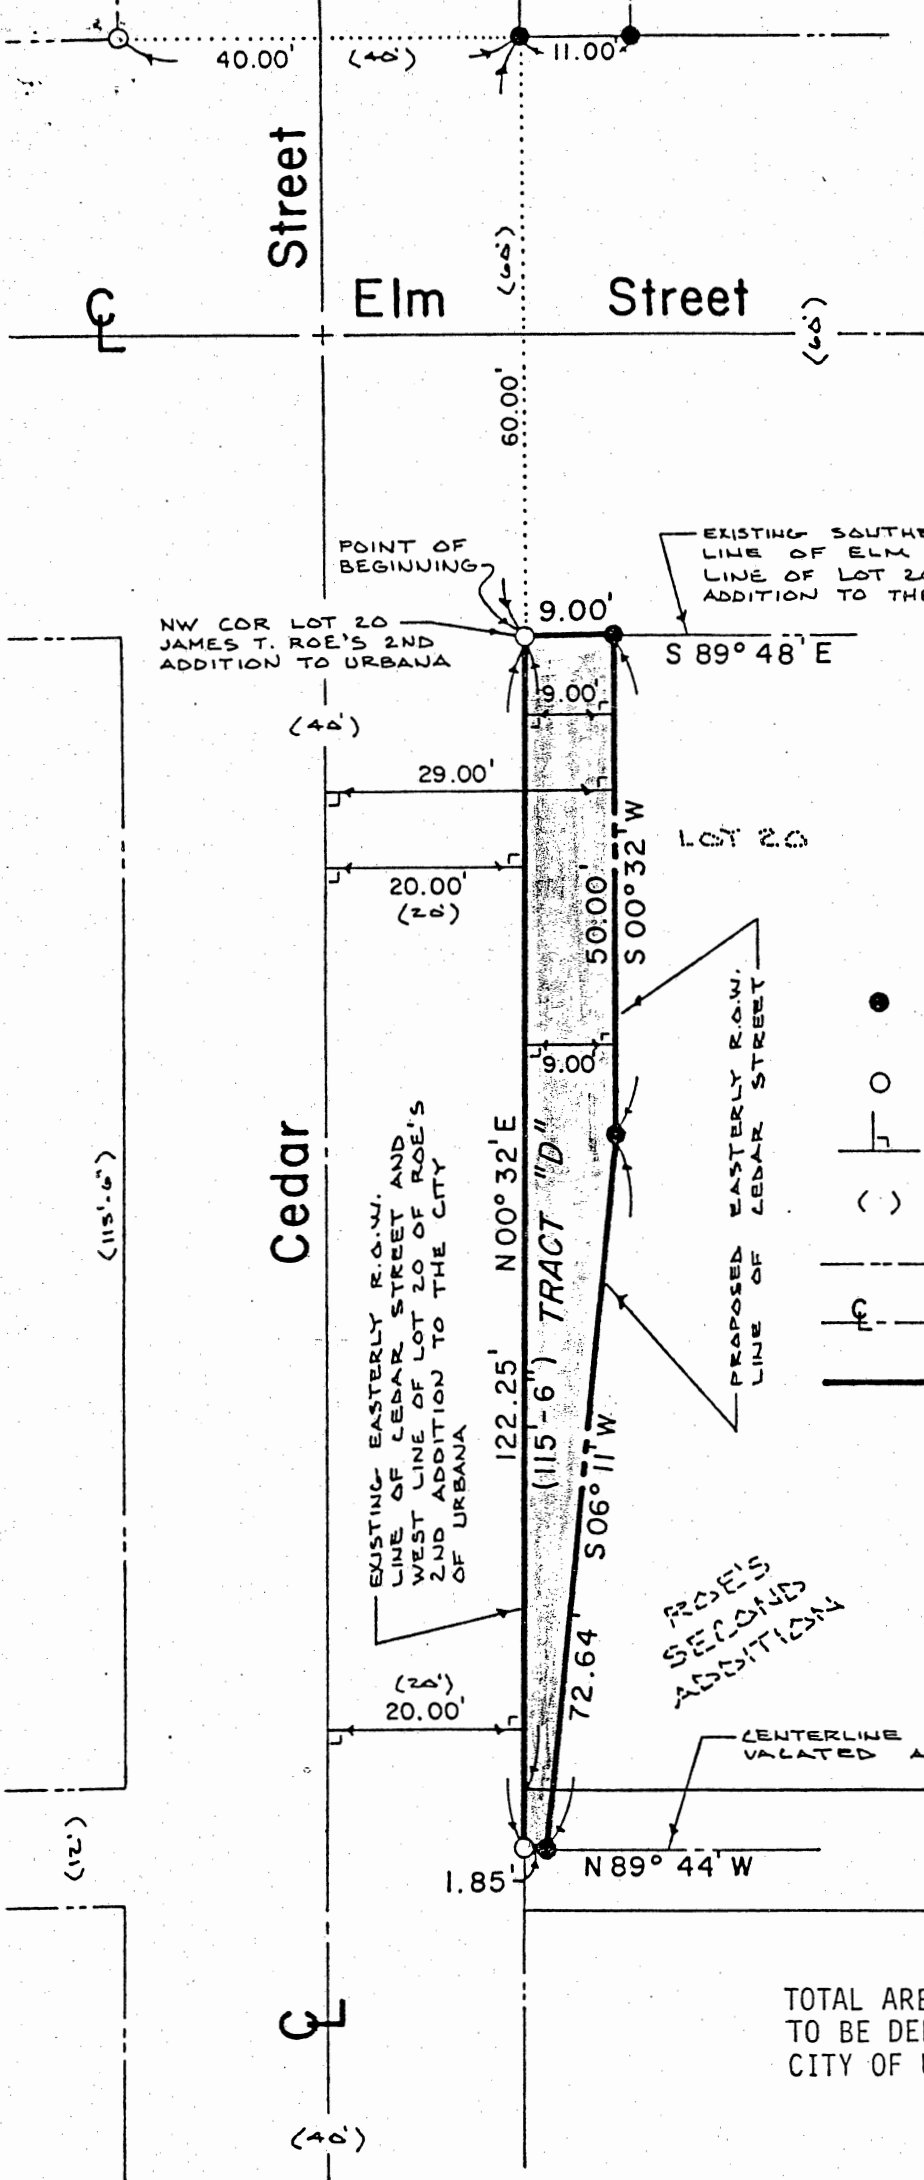 40.00'
(40')
11.00'
Street
(60')
Elm Street
(60')
60.00'
POINT OF
BEGINNING
EXISTING SOUTHE
LINE OF ELM
LINE OF LOT 20
ADDITION TO THE
9.00'
NW COR LOT 20
JAMES T. ROE'S 2ND
ADDITION TO URBANA
S 89° 48' E
9.00'
(40')
29.00'
LOT 20
20.00'
(20')
50.00'
S 00° 32' W
9.00'
PROPOSED EASTERLY R.O.W.
LINE OF CEDAR STREET
( )
(115'-6")
Cedar
EXISTING EASTERLY R.O.W.
LINE OF CEDAR STREET AND
WEST LINE OF LOT 20 OF ROE'S
2ND ADDITION TO THE CITY
OF URBANA
122.25' N 00° 32' E
(115'-6") TRACT "D"
72.64' S 06° 11' W
ROE'S
SECOND
ADDITION
(20')
20.00'
CENTERLINE
VACATED A
(12')
1.85'
N 89° 44' W
TOTAL ARE
TO BE DE
CITY OF
(40')